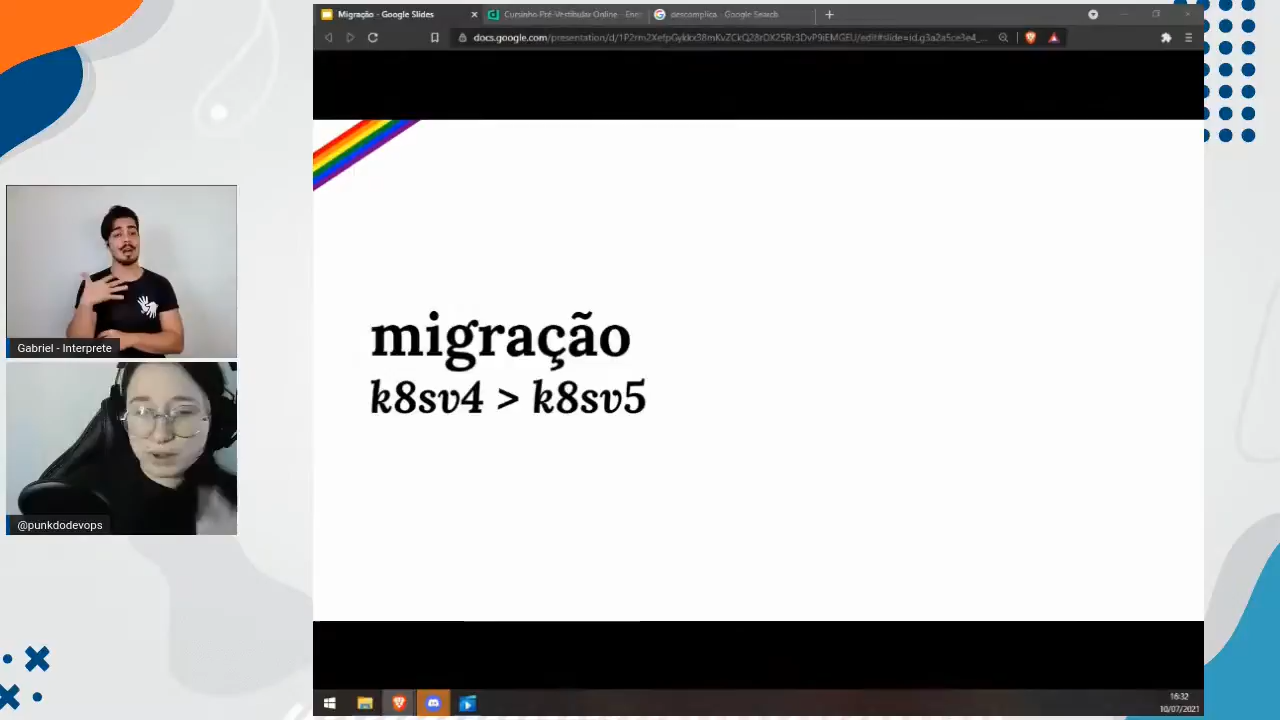 Migração - Google Slides
Cursinho Pré-Vestibular Online - Ene
descomplica - Google Search
migração
k8sv4 > k8sv5
Gabriel - Interprete
@punkdodevops
16:32
10/07/2021